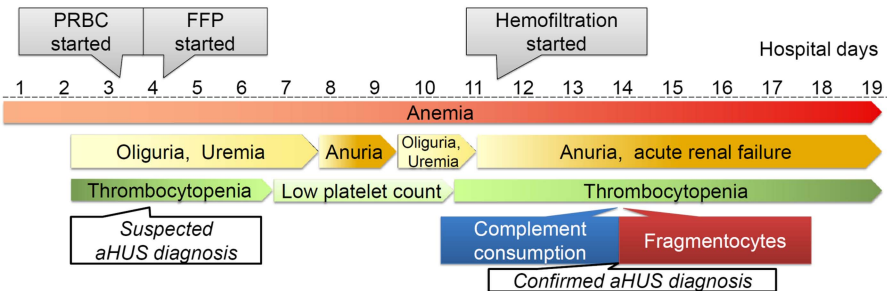 PRBC started
FFP started
Hemofiltration started
Hospital days
1 2 3 4 5 6 7 8 9 10 11 12 13 14 15 16 17 18 19
Anemia
Oliguria, Uremia
Anuria
Oliguria, Uremia
Anuria, acute renal failure
Thrombocytopenia
Low platelet count
Thrombocytopenia
Suspected
aHUS diagnosis
Complement
consumption
Fragmentocytes
Confirmed aHUS diagnosis